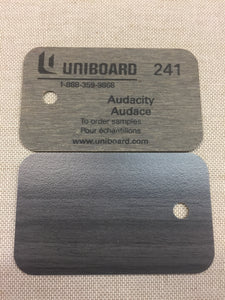 UNIBOARD 241
1-888-359-9868
Audacity
Audace
To order samples
Pour échantillons
www.uniboard.com